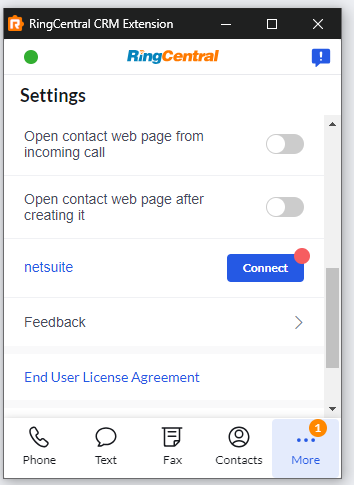 RingCentral CRM Extension
RingCentral
Settings
Open contact web page from
incoming call
Open contact web page after
creating it
netsuite
Connect
Feedback
End User License Agreement
1
Phone
Text
Fax
Contacts
More